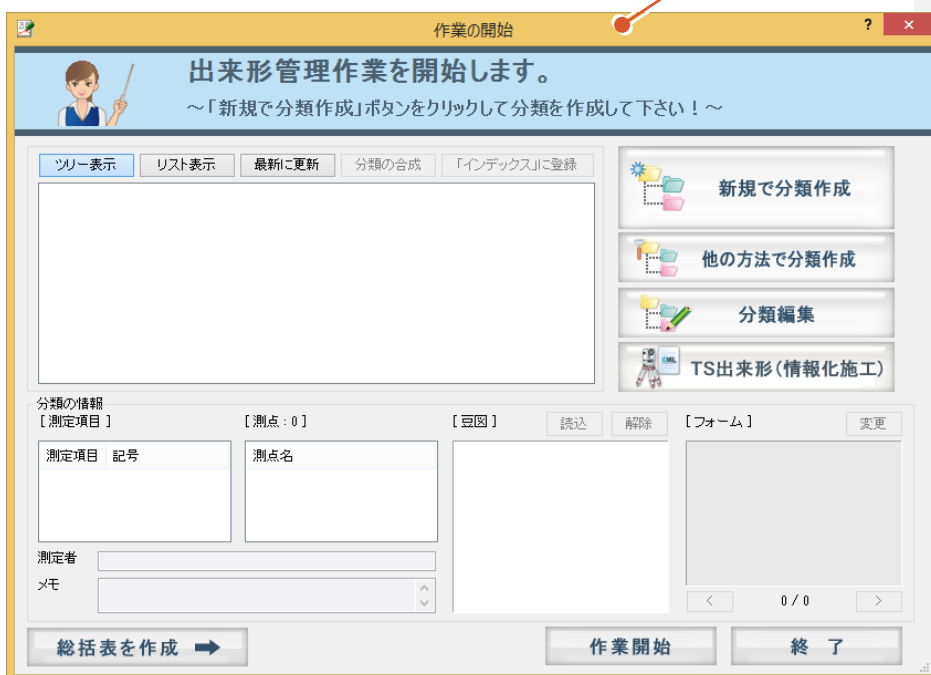 作業の開始
?
×
出来形管理作業を開始します。
～「新規で分類作成」ボタンをクリックして分類を作成して下さい！～
ツリー表示 リスト表示 最新に更新 分類の合成 「インデックス」に登録
新規で分類作成
他の方法で分類作成
分類編集
XML
TS出来形(情報化施工)
分類の情報
[測定項目] [測点:0] [豆図] 読込 解除 [フォーム] 変更
測定項目 記号 測点名
測定者
メモ
< 0/0 >
総括表を作成 ➡ 作業開始 終 了